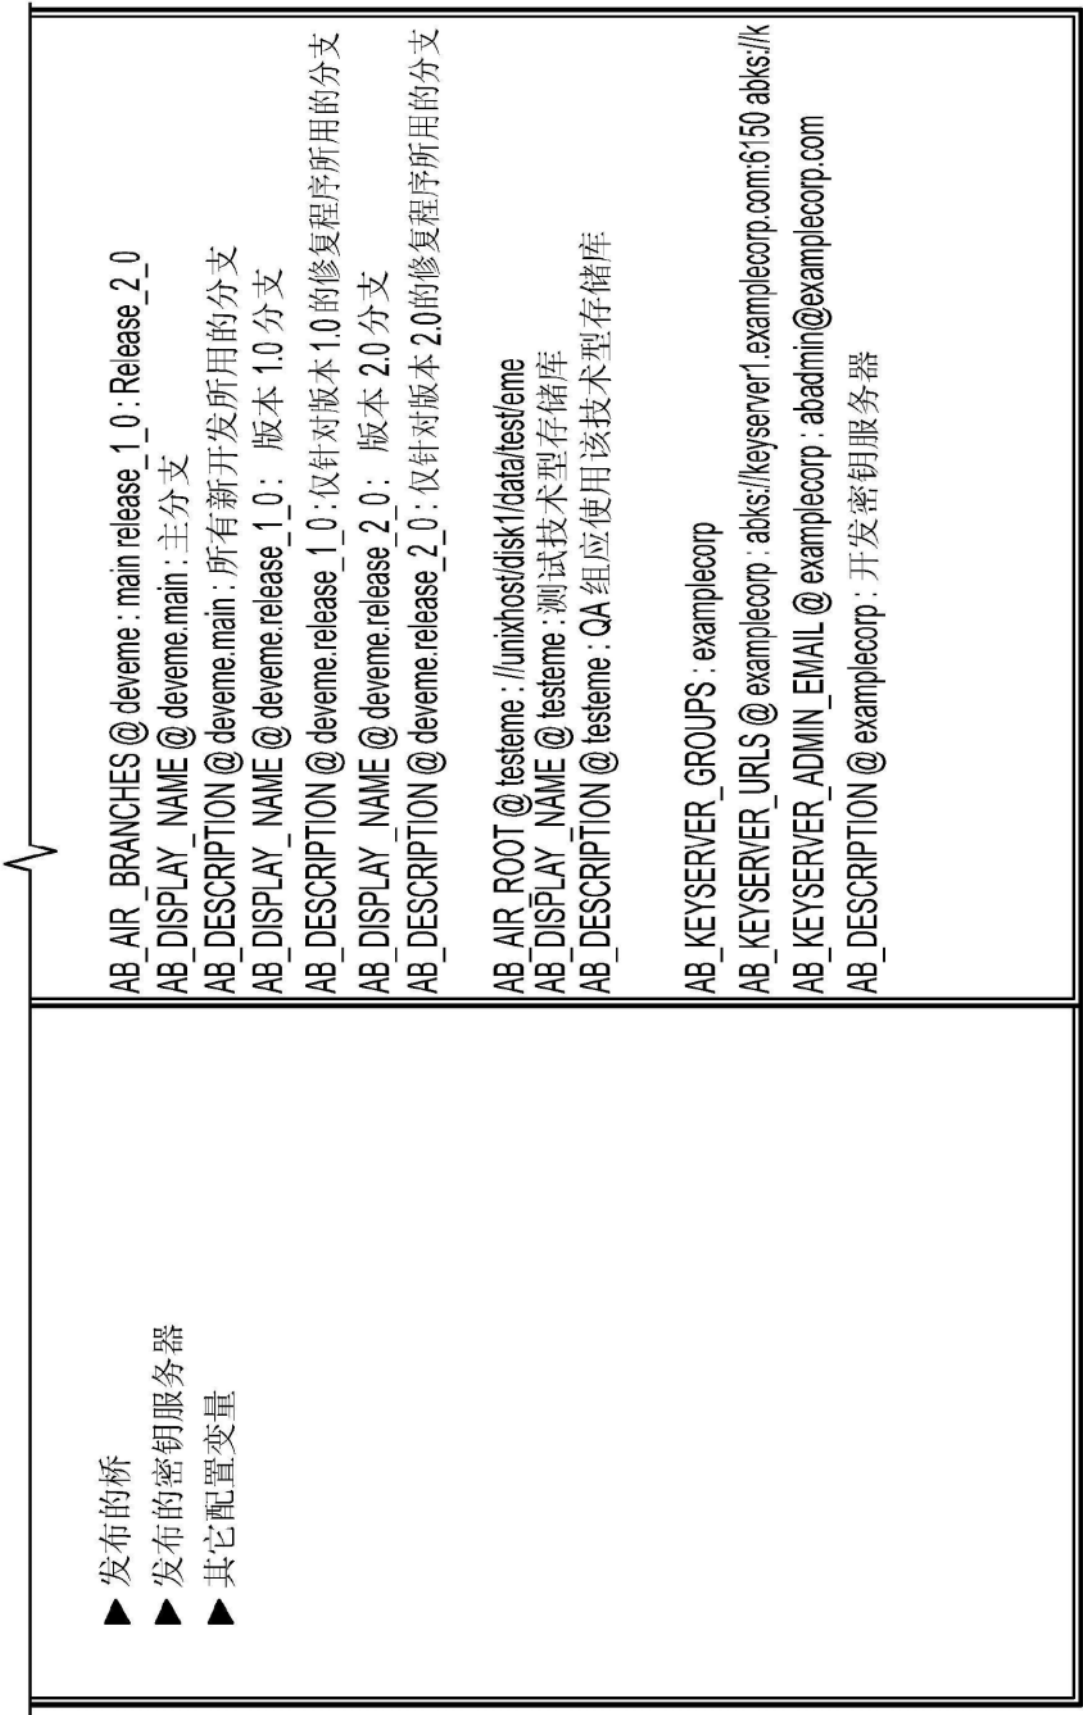 ▶ 发布的桥
▶ 发布的密钥服务器
▶ 其它配置变量
AB_AIR_BRANCHES @ deveme : main release_1_0 : Release_2_0
AB_DISPLAY_NAME @ deveme.main : 主分支
AB_DESCRIPTION @ deveme.main : 所有新开发所用的分支
AB_DISPLAY_NAME @ deveme.release_1_0 : 版本 1.0 分支
AB_DESCRIPTION @ deveme.release_1_0 : 仅针对版本 1.0 的修复程序所用的分支
AB_DISPLAY_NAME @ deveme.release_2_0 : 版本 2.0 分支
AB_DESCRIPTION @ deveme.release_2_0 : 仅针对版本 2.0 的修复程序所用的分支
AB_AIR_ROOT @ testeme : //unixhost/disk1/data/test/eme
AB_DISPLAY_NAME @ testeme : 测试技术型存储库
AB_DESCRIPTION @ testeme : QA 组应使用该技术型存储库
AB_KEYSERVER_GROUPS : examplecorp
AB_KEYSERVER_URLS @ examplecorp : abks://keyserver1.examplecorp.com:6150 abks://k
AB_KEYSERVER_ADMIN_EMAIL @ examplecorp : abadmin@examplecorp.com
AB_DESCRIPTION @ examplecorp : 开发密钥服务器